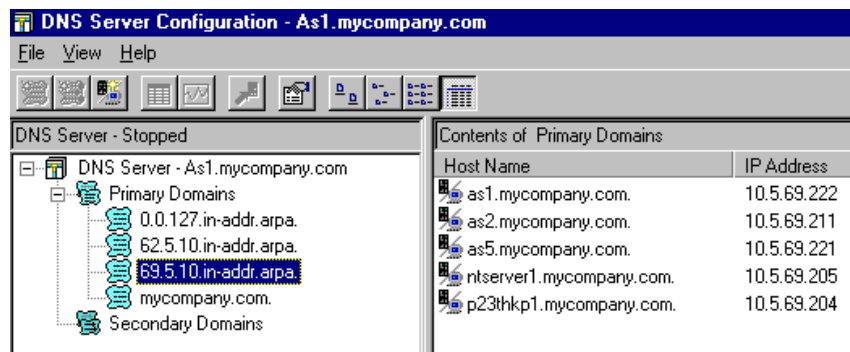 DNS Server Configuration - As1.mycompany.com
File View Help
DNS Server - Stopped
Contents of Primary Domains
DNS Server - As1.mycompany.com
Primary Domains
0.0.127.in-addr.arpa.
62.5.10.in-addr.arpa.
69.5.10.in-addr.arpa.
mycompany.com.
Secondary Domains
Host Name IP Address
as1.mycompany.com. 10.5.69.222
as2.mycompany.com. 10.5.69.211
as5.mycompany.com. 10.5.69.221
ntserver1.mycompany.com. 10.5.69.205
p23thkp1.mycompany.com. 10.5.69.204